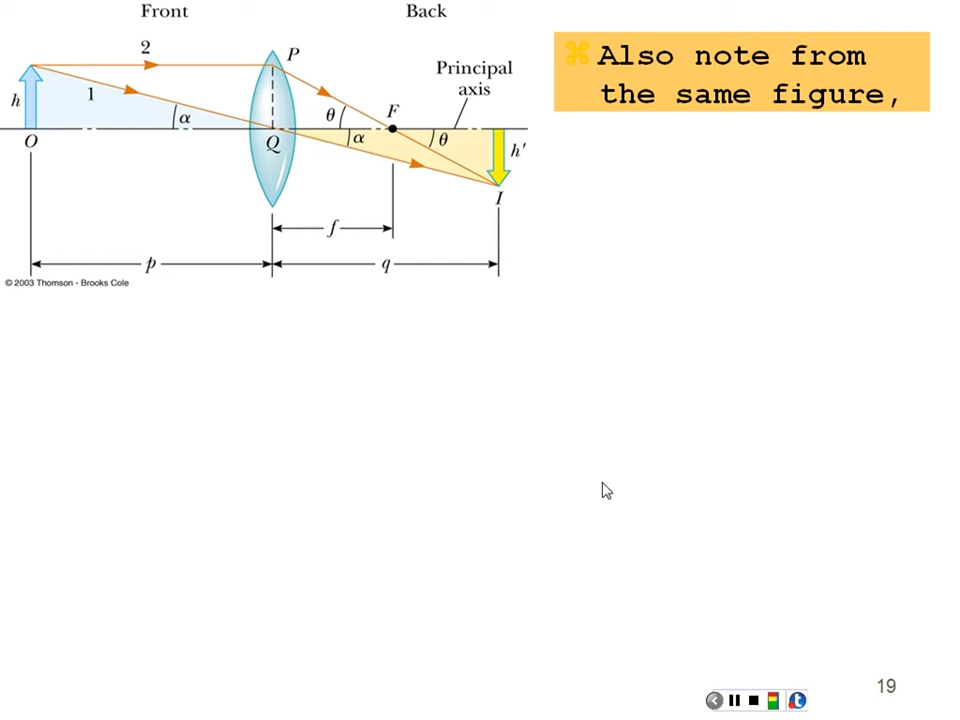 Front
Back
2
P
Principal
axis
h
1
α
θ
F
O
Q
α
θ
h′
I
f
p
q
© 2003 Thomson - Brooks Cole
Also note from
the same figure,
19